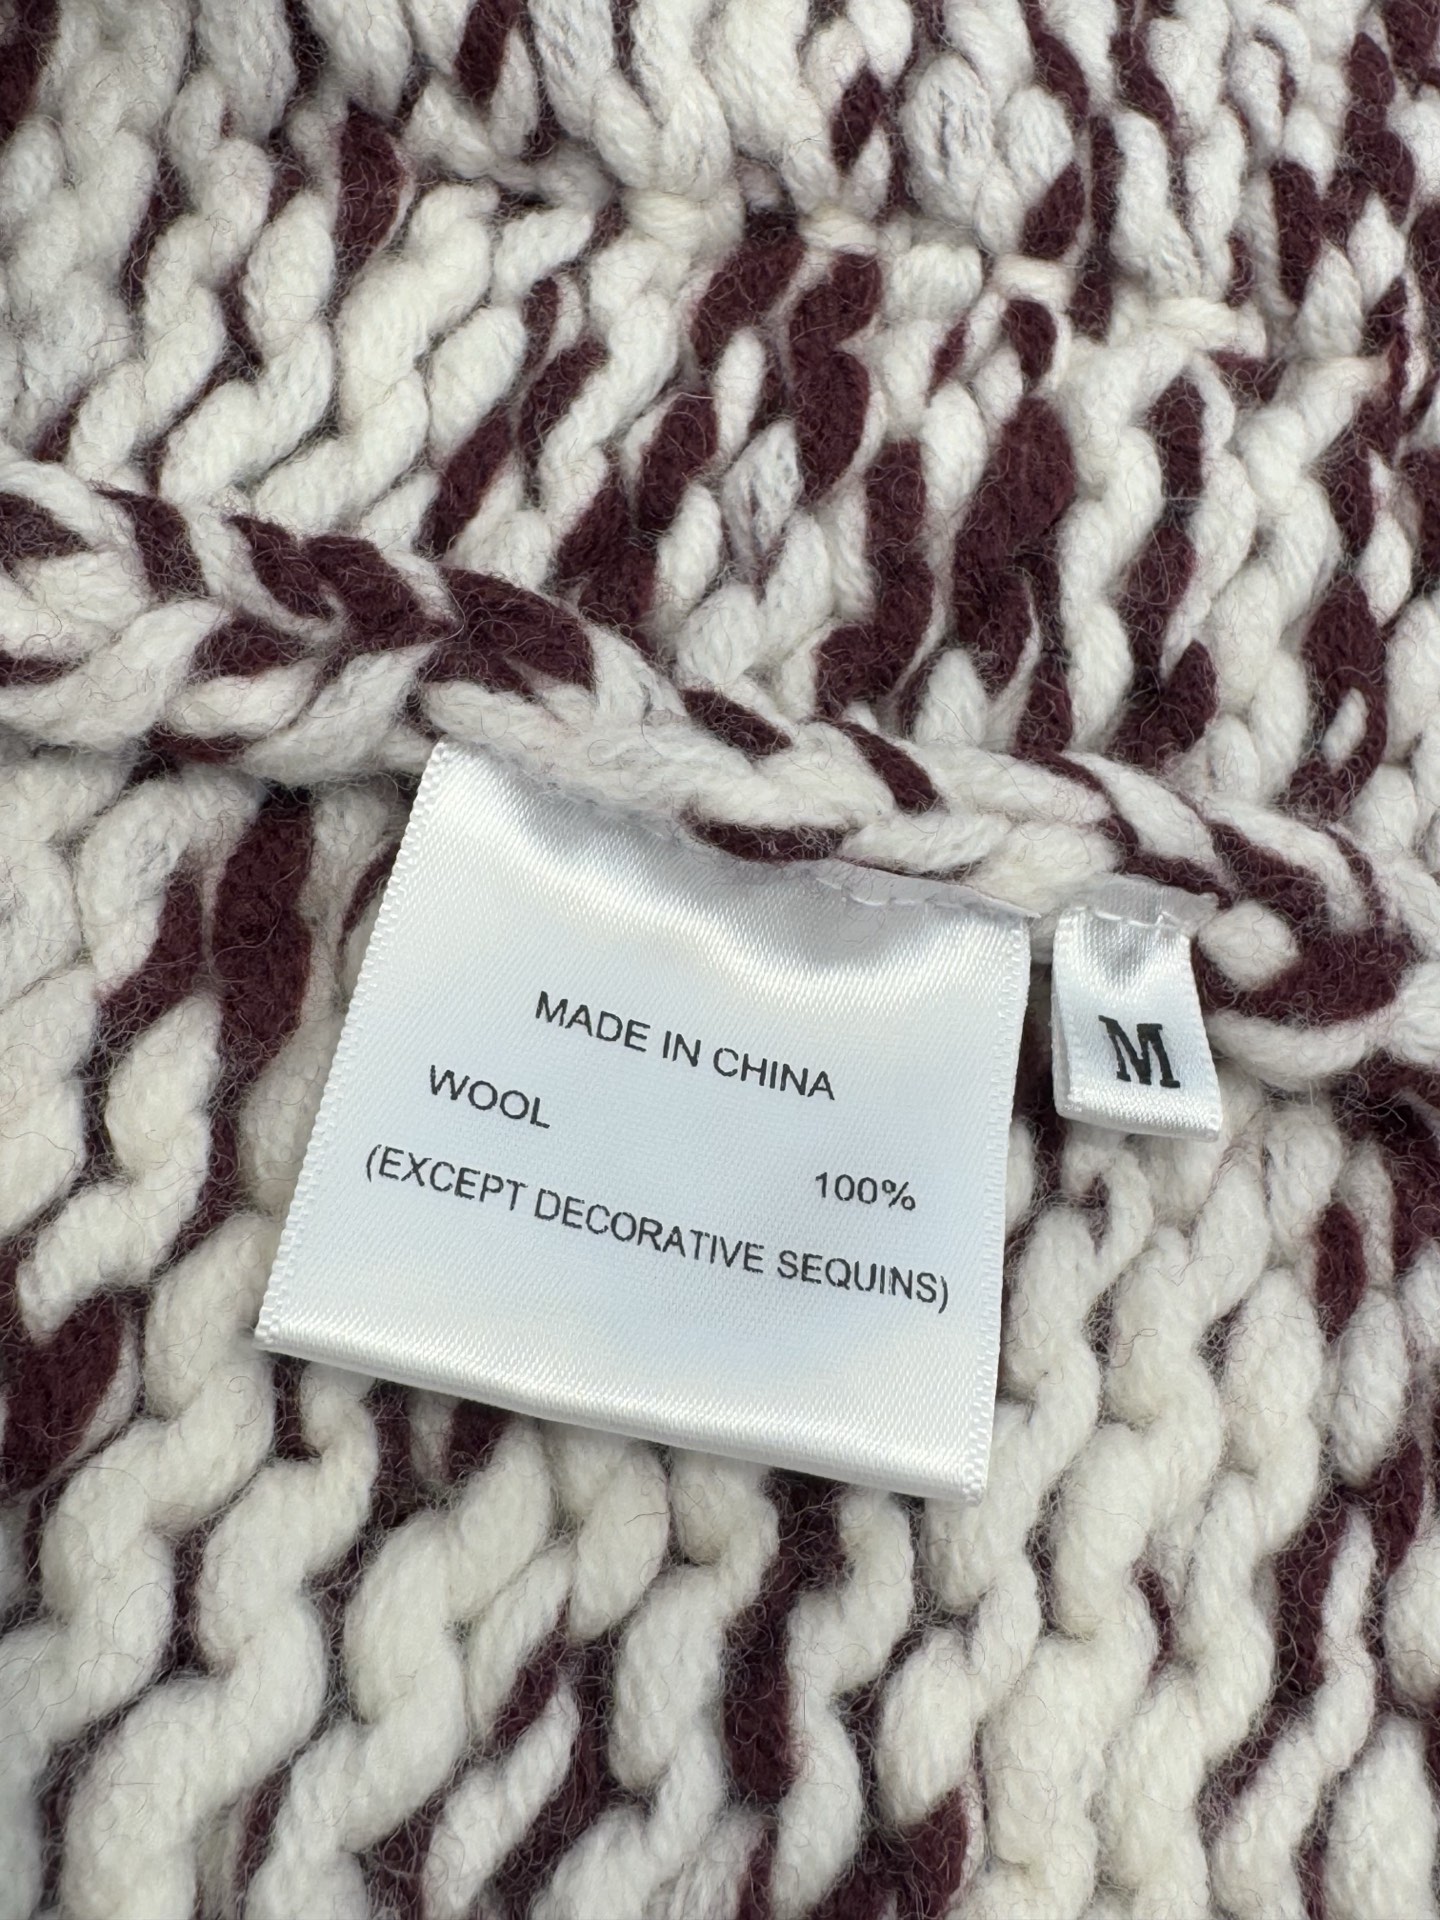 MADE IN CHINA
WOOL
100%
(EXCEPT DECORATIVE SEQUINS)
M